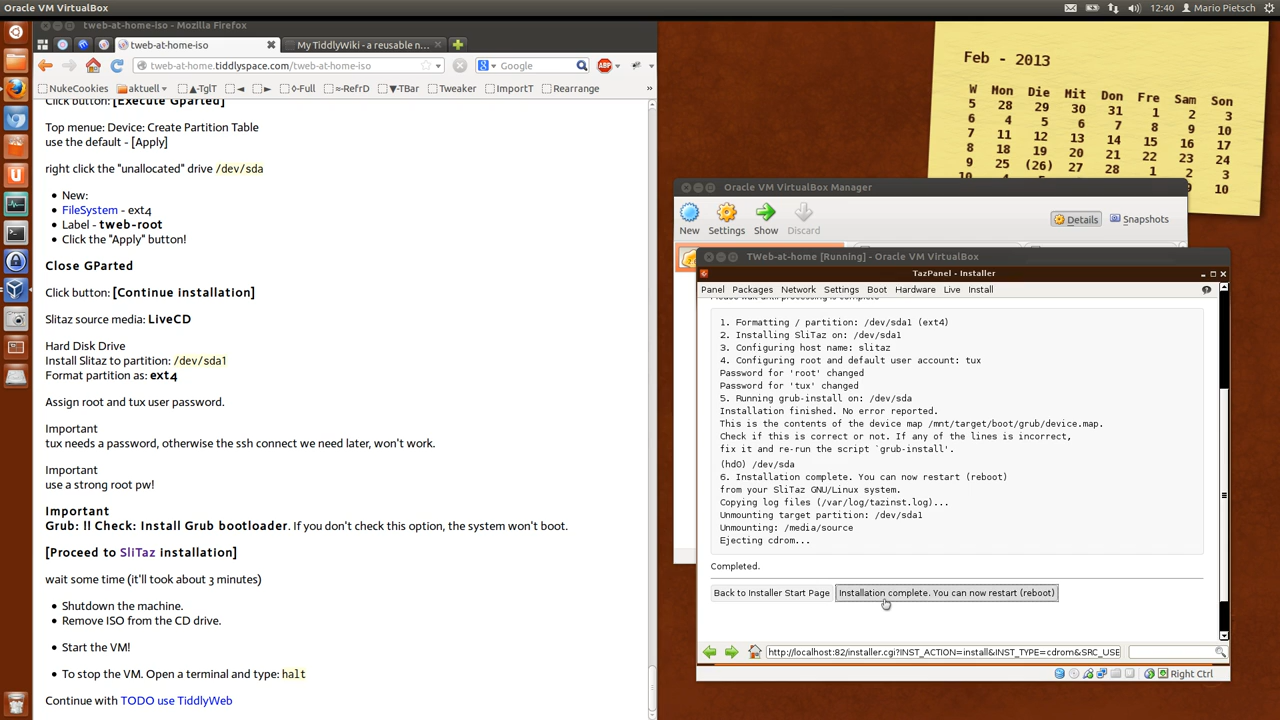 Oracle VM VirtualBox
12:40 Mario Pietsch
tweb-at-home-iso - Mozilla Firefox
tweb-at-home-iso
My TiddlyWiki - a reusable n...
tweb-at-home.tiddlyspace.com/tweb-at-home-iso
Google
ABP
NukeCookies
aktuell
▲-TglT
◄
►
◊-Full
≈-RefrD
▼-TBar
Tweaker
ImporT
Rearrange
Click button: [Execute Gparted]
Top menue: Device: Create Partition Table
use the default - [Apply]
right click the "unallocated" drive /dev/sda
• New:
• FileSystem - ext4
• Label - tweb-root
• Click the "Apply" button!
Close GParted
Click button: [Continue installation]
Slitaz source media: LiveCD
Hard Disk Drive
Install Slitaz to partition: /dev/sda1
Format partition as: ext4
Assign root and tux user password.
Important
tux needs a password, otherwise the ssh connect we need later, won't work.
Important
use a strong root pw!
Important
Grub: !! Check: Install Grub bootloader. If you don't check this option, the system won't boot.
[Proceed to SliTaz installation]
wait some time (it'll took about 3 minutes)
• Shutdown the machine.
• Remove ISO from the CD drive.
• Start the VM!
• To stop the VM. Open a terminal and type: halt
Continue with TODO use TiddlyWeb
Feb - 2013
W Mon Die Mit Don Fre Sam Son
5 28 29 30 31 1 2 3
6 4 5 6 7 8 9 10
7 11 12 13 14 15 16 17
8 18 19 20 21 22 23 24
9 25 (26) 27 28 1 2 3
10 9 10
Oracle VM VirtualBox Manager
New
Settings
Show
Discard
Details
Snapshots
TWeb-at-home [Running] - Oracle VM VirtualBox
TazPanel - Installer
Panel Packages Network Settings Boot Hardware Live Install
Please wait until processing is complete
1. Formatting / partition: /dev/sda1 (ext4)
2. Installing SliTaz on: /dev/sda1
3. Configuring host name: slitaz
4. Configuring root and default user account: tux
Password for 'root' changed
Password for 'tux' changed
5. Running grub-install on: /dev/sda
Installation finished. No error reported.
This is the contents of the device map /mnt/target/boot/grub/device.map.
Check if this is correct or not. If any of the lines is incorrect,
fix it and re-run the script `grub-install'.
(hd0) /dev/sda
6. Installation complete. You can now restart (reboot)
from your SliTaz GNU/Linux system.
Copying log files (/var/log/tazinst.log)...
Unmounting target partition: /dev/sda1
Unmounting: /media/source
Ejecting cdrom...
Completed.
Back to Installer Start Page
Installation complete. You can now restart (reboot)
http://localhost:82/installer.cgi?INST_ACTION=install&INST_TYPE=cdrom&SRC_USE
Right Ctrl